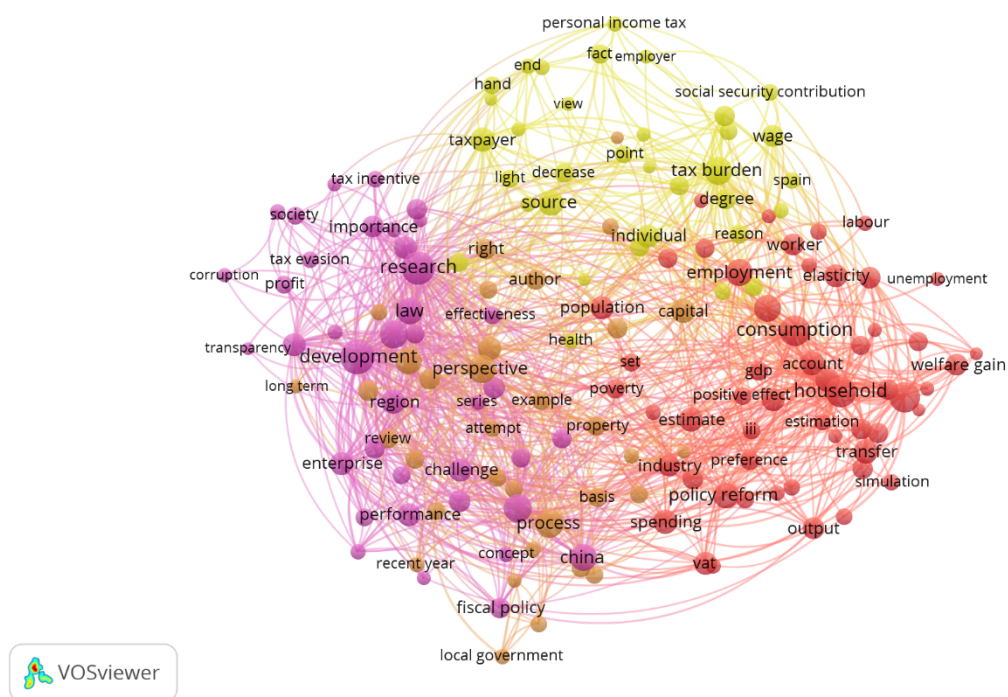 personal income tax
fact
employer
end
hand
social security contribution
view
taxpayer
point
wage
tax incentive
light
decrease
tax burden
spain
society
importance
source
degree
labour
right
individual
reason
worker
tax evasion
research
corruption
profit
author
population
employment
elasticity
unemployment
law
effectiveness
capital
consumption
transparency
development
health
perspective
set
account
welfare gain
long term
gdp
region
series
example
poverty
positive effect
household
review
attempt
property
estimate
iii
estimation
enterprise
challenge
industry
preference
transfer
simulation
performance
process
basis
policy reform
spending
output
recent year
concept
china
vat
fiscal policy
local government
VOSviewer